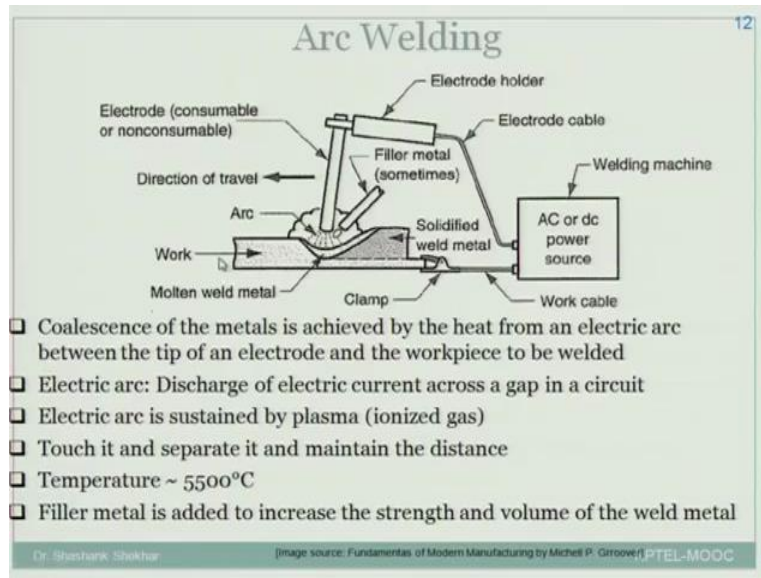 12
Arc Welding
Electrode holder
Electrode (consumable
or nonconsumable)
Electrode cable
Filler metal
(sometimes)
Welding machine
Direction of travel
Arc
Solidified
weld metal
AC or dc
power
source
Work
Molten weld metal
Clamp
Work cable
❑ Coalescence of the metals is achieved by the heat from an electric arc
between the tip of an electrode and the workpiece to be welded
❑ Electric arc: Discharge of electric current across a gap in a circuit
❑ Electric arc is sustained by plasma (ionized gas)
❑ Touch it and separate it and maintain the distance
❑ Temperature ~ 5500°C
❑ Filler metal is added to increase the strength and volume of the weld metal
Dr. Shashank Shekhar
[Image source: Fundamentas of Modern Manufacturing by Michell P. Grroover]
PTEL-MOOC